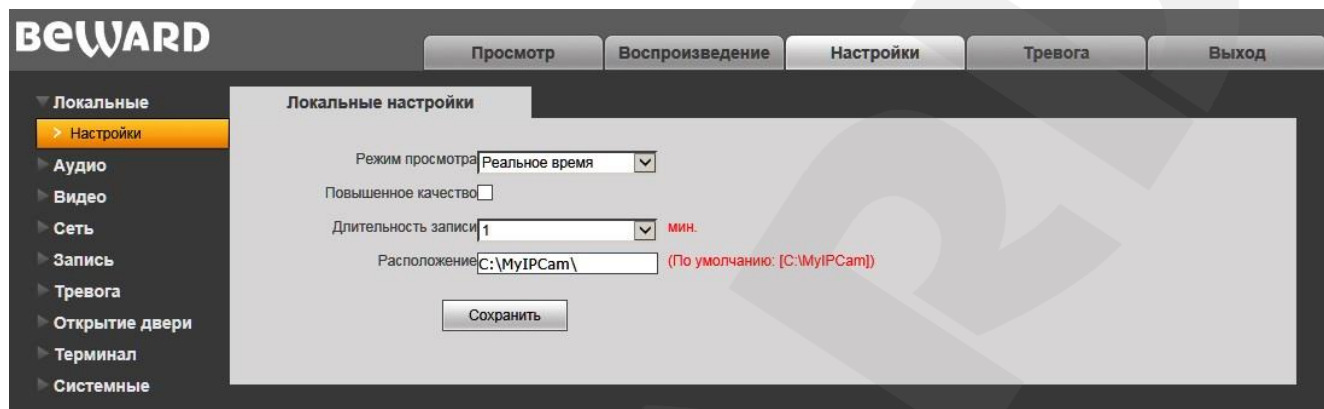 BEWARD
Просмотр Воспроизведение Настройки Тревога Выход
Локальные
> Настройки
Аудио
Видео
Сеть
Запись
Тревога
Открытие двери
Терминал
Системные
Локальные настройки
Режим просмотра Реальное время
Повышенное качество
Длительность записи 1 мин.
Расположение C:\MyIPCam\ (По умолчанию: [C:\MyIPCam])
Сохранить